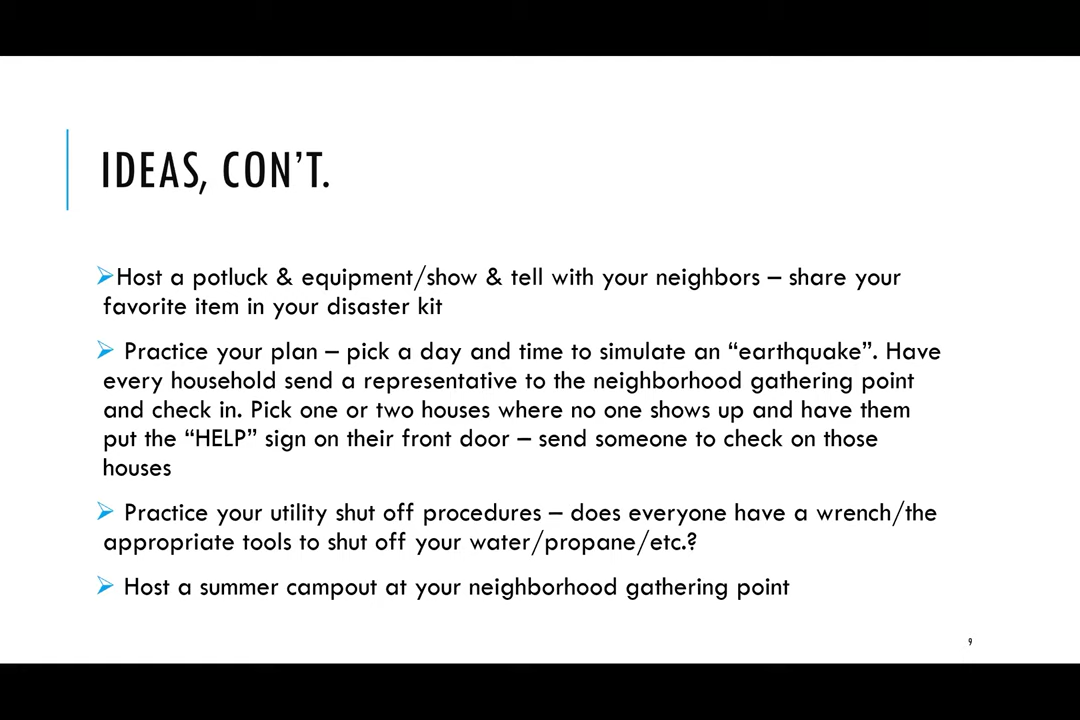 IDEAS, CON’T.
➢Host a potluck & equipment/show & tell with your neighbors – share your
favorite item in your disaster kit
➢ Practice your plan – pick a day and time to simulate an “earthquake”. Have
every household send a representative to the neighborhood gathering point
and check in. Pick one or two houses where no one shows up and have them
put the “HELP” sign on their front door – send someone to check on those
houses
➢ Practice your utility shut off procedures – does everyone have a wrench/the
appropriate tools to shut off your water/propane/etc.?
➢ Host a summer campout at your neighborhood gathering point
9